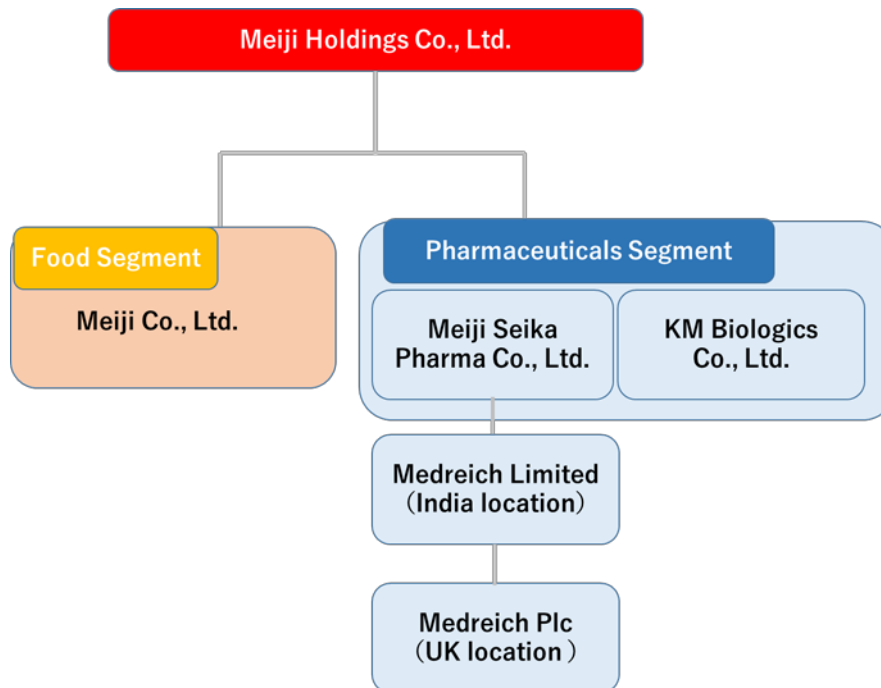 Meiji Holdings Co., Ltd.
Food Segment
Meiji Co., Ltd.
Pharmaceuticals Segment
Meiji Seika
Pharma Co., Ltd.
KM Biologics
Co., Ltd.
Medreich Limited
（India location）
Medreich Plc
(UK location )